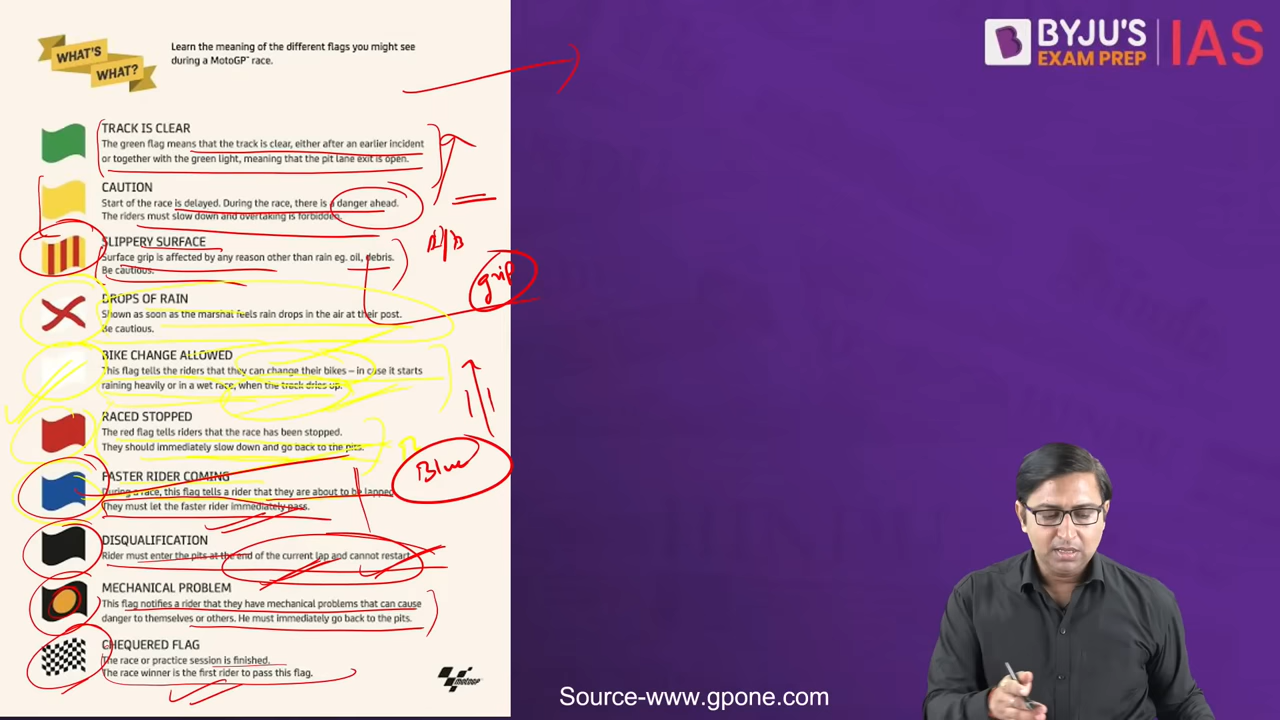 WHAT'S
WHAT?
Learn the meaning of the different flags you might see
during a MotoGP™ race.
BYJU'S
EXAM PREP
IAS
TRACK IS CLEAR
The green flag means that the track is clear, either after an earlier incident
or together with the green light, meaning that the pit lane exit is open.
CAUTION
Start of the race is delayed. During the race, there is a danger ahead.
The riders must slow down and overtaking is forbidden.
SLIPPERY SURFACE
Surface grip is affected by any reason other than rain eg. oil, debris.
Be cautious.
grip
DROPS OF RAIN
Shown as soon as the marshal feels rain drops in the air at their post.
Be cautious.
BIKE CHANGE ALLOWED
This flag tells the riders that they can change their bikes – in case it starts
raining heavily or in a wet race, when the track dries up.
RACED STOPPED
The red flag tells riders that the race has been stopped.
They should immediately slow down and go back to the pits.
Blue
FASTER RIDER COMING
During a race, this flag tells a rider that they are about to be lapped
They must let the faster rider immediately pass.
DISQUALIFICATION
Rider must enter the pits at the end of the current lap and cannot restart.
MECHANICAL PROBLEM
This flag notifies a rider that they have mechanical problems that can cause
danger to themselves or others. He must immediately go back to the pits.
CHEQUERED FLAG
The race or practice session is finished.
The race winner is the first rider to pass this flag.
MotoGP
Source-www.gpone.com